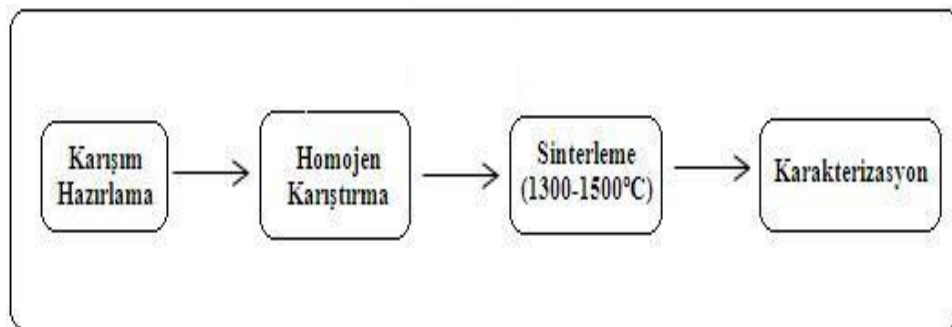 Karışım
Hazırlama
Homojen
Karıştırma
Sinterleme
(1300-1500°C)
Karakterizasyon